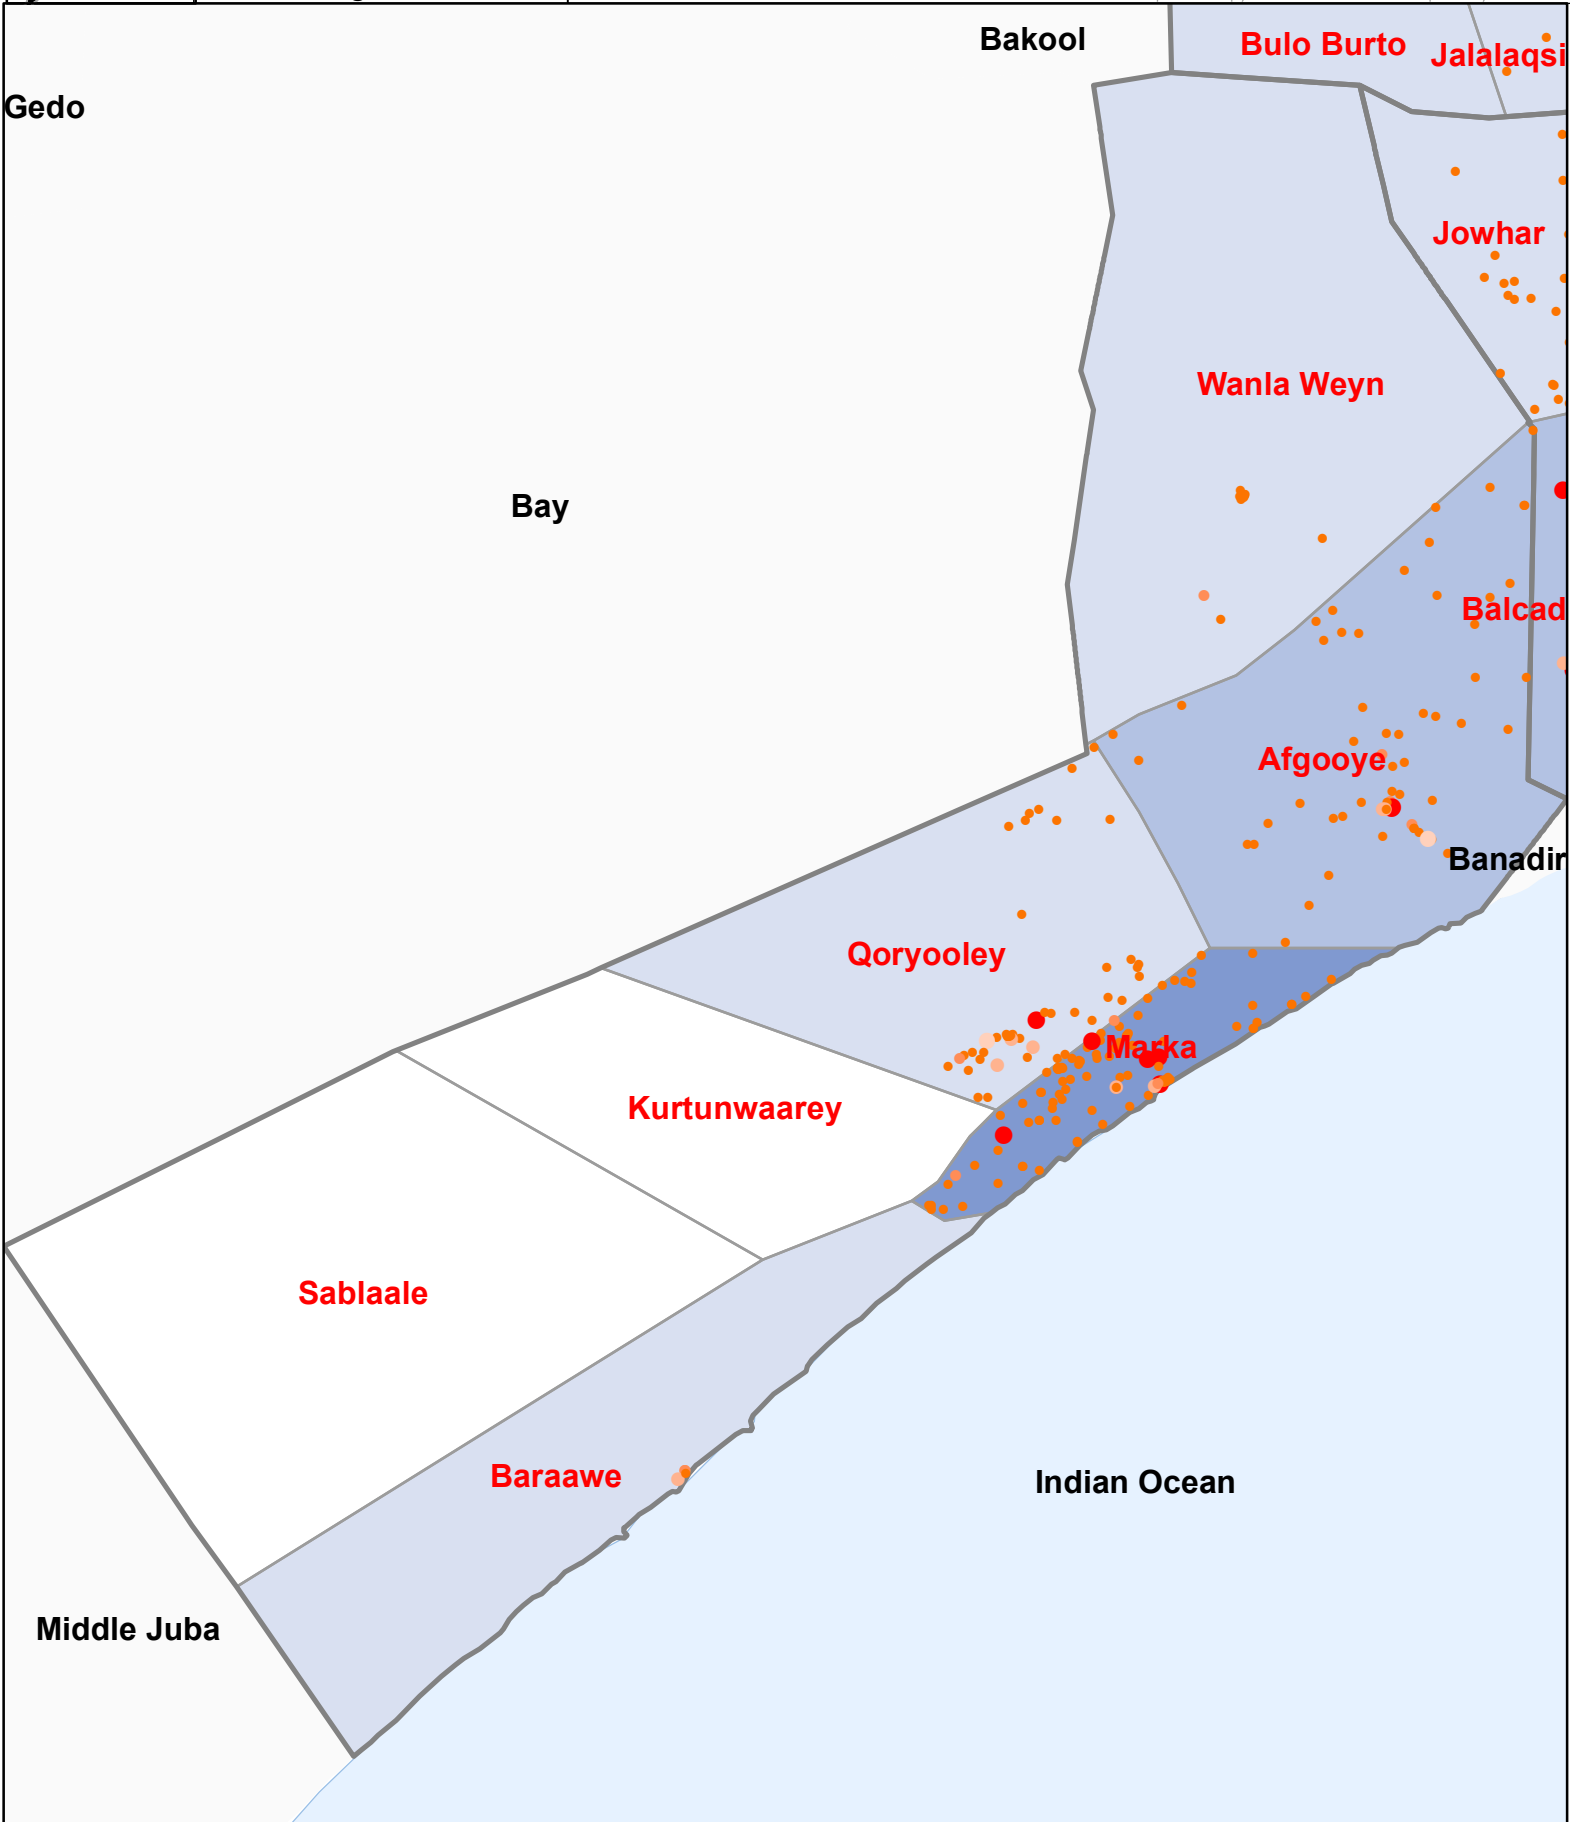 Bakool
Bulo Burto
Jalalaqsi
Gedo
Jowhar
Wanla Weyn
Bay
Balcad
Afgooye
Banadir
Qoryooley
Marka
Kurtunwaarey
Sablaale
Baraawe
Indian Ocean
Middle Juba